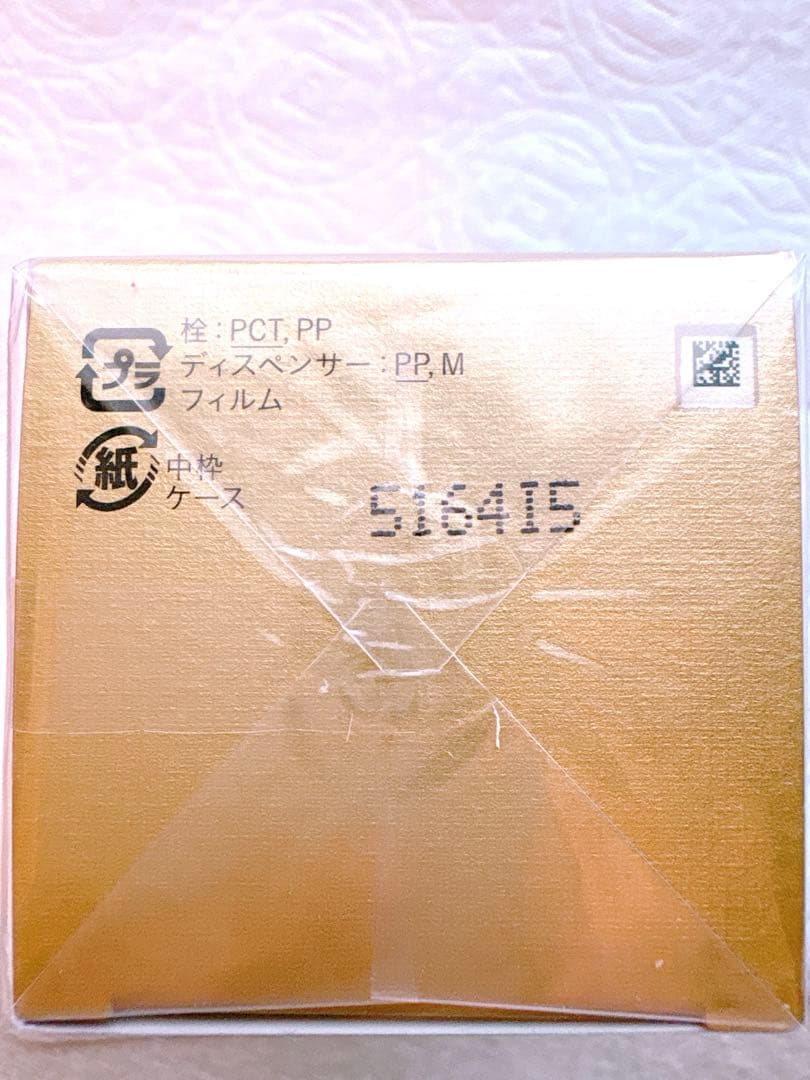 プラ
栓：PCT, PP
ディスペンサー：PP, M
フィルム
紙
中枠
ケース
5164I5